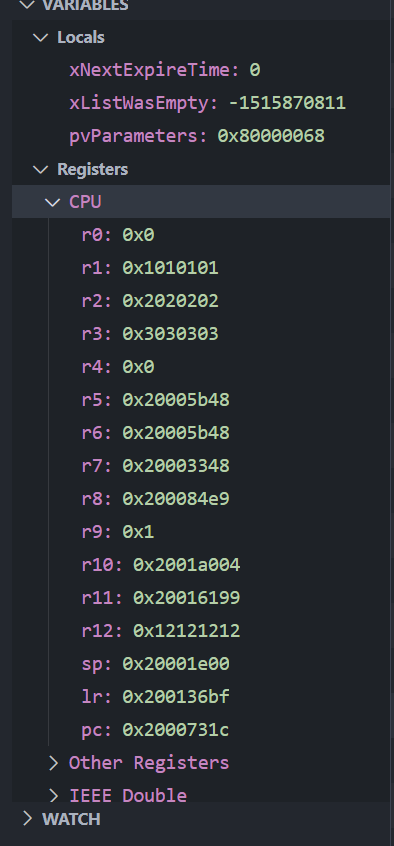 VARIABLES
Locals
xNextExpireTime: 0
xListWasEmpty: -1515870811
pvParameters: 0x80000068
Registers
CPU
r0: 0x0
r1: 0x1010101
r2: 0x2020202
r3: 0x3030303
r4: 0x0
r5: 0x20005b48
r6: 0x20005b48
r7: 0x20003348
r8: 0x200084e9
r9: 0x1
r10: 0x2001a004
r11: 0x20016199
r12: 0x12121212
sp: 0x20001e00
lr: 0x200136bf
pc: 0x2000731c
Other Registers
IEEE Double
WATCH